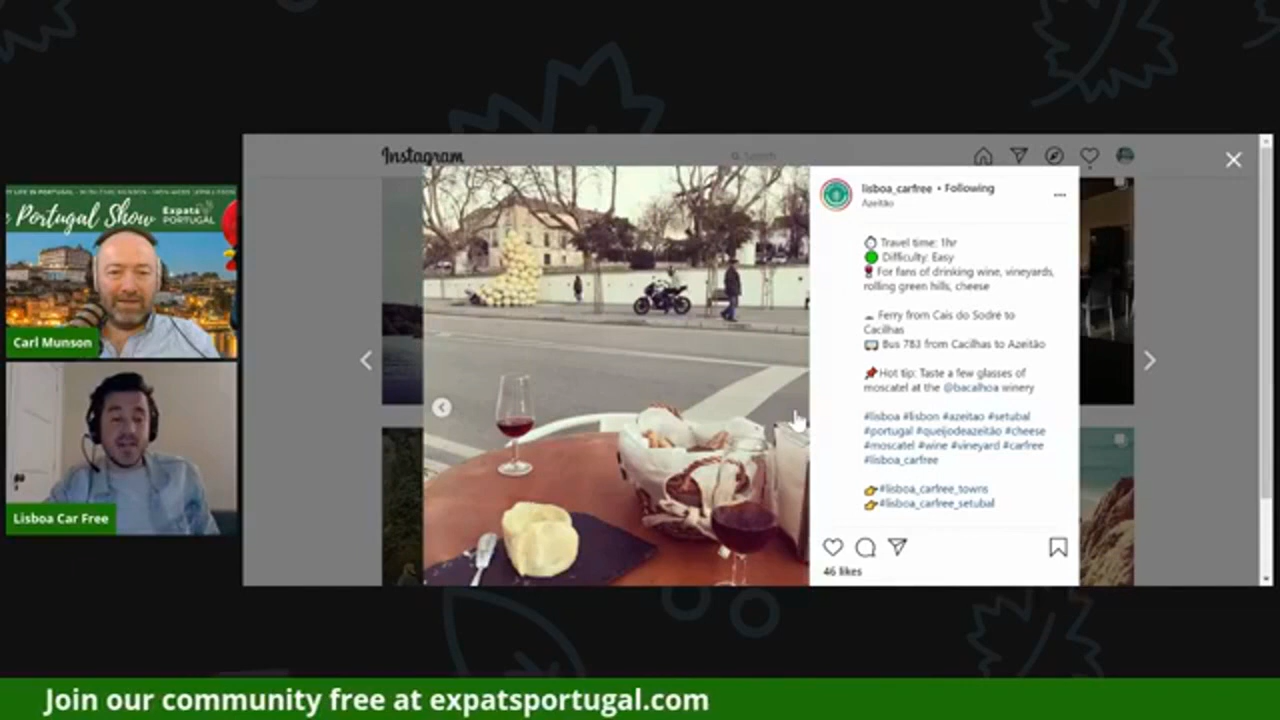 Portugal Show
Expats
PORTUGAL
Carl Munson
Lisboa Car Free
Instagram
Search
lisboa_carfree • Following
Azeitão
Travel time: 1hr
Difficulty: Easy
For fans of drinking wine, vineyards,
rolling green hills, cheese
Ferry from Cais do Sodré to
Cacilhas
Bus 783 from Cacilhas to Azeitão
Hot tip: Taste a few glasses of
moscatel at the @bacalhoa winery
#lisboa #lisbon #azeitao #setubal
#portugal #queijodeazeitão #cheese
#moscatel #wine #vineyard #carfree
#lisboa_carfree
#lisboa_carfree_towns
#lisboa_carfree_setubal
46 likes
Join our community free at expatsportugal.com